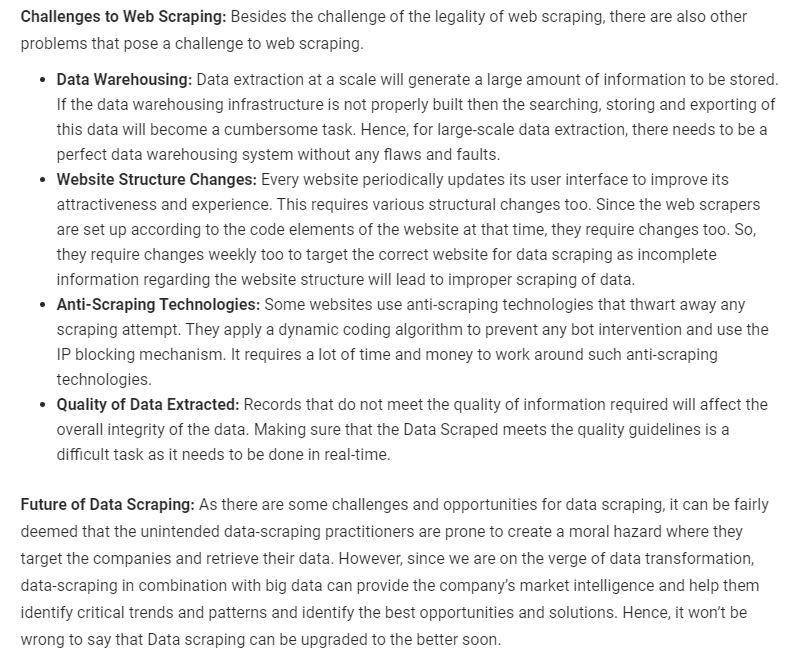 Challenges to Web Scraping: Besides the challenge of the legality of web scraping, there are also other
problems that pose a challenge to web scraping.
• Data Warehousing: Data extraction at a scale will generate a large amount of information to be stored.
If the data warehousing infrastructure is not properly built then the searching, storing and exporting of
this data will become a cumbersome task. Hence, for large-scale data extraction, there needs to be a
perfect data warehousing system without any flaws and faults.
• Website Structure Changes: Every website periodically updates its user interface to improve its
attractiveness and experience. This requires various structural changes too. Since the web scrapers
are set up according to the code elements of the website at that time, they require changes too. So,
they require changes weekly too to target the correct website for data scraping as incomplete
information regarding the website structure will lead to improper scraping of data.
• Anti-Scraping Technologies: Some websites use anti-scraping technologies that thwart away any
scraping attempt. They apply a dynamic coding algorithm to prevent any bot intervention and use the
IP blocking mechanism. It requires a lot of time and money to work around such anti-scraping
technologies.
• Quality of Data Extracted: Records that do not meet the quality of information required will affect the
overall integrity of the data. Making sure that the Data Scraped meets the quality guidelines is a
difficult task as it needs to be done in real-time.
Future of Data Scraping: As there are some challenges and opportunities for data scraping, it can be fairly
deemed that the unintended data-scraping practitioners are prone to create a moral hazard where they
target the companies and retrieve their data. However, since we are on the verge of data transformation,
data-scraping in combination with big data can provide the company's market intelligence and help them
identify critical trends and patterns and identify the best opportunities and solutions. Hence, it won't be
wrong to say that Data scraping can be upgraded to the better soon.